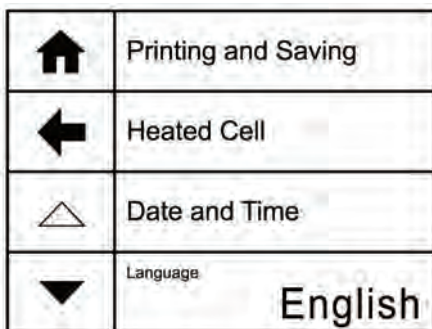 Printing and Saving
Heated Cell
Date and Time
Language
English